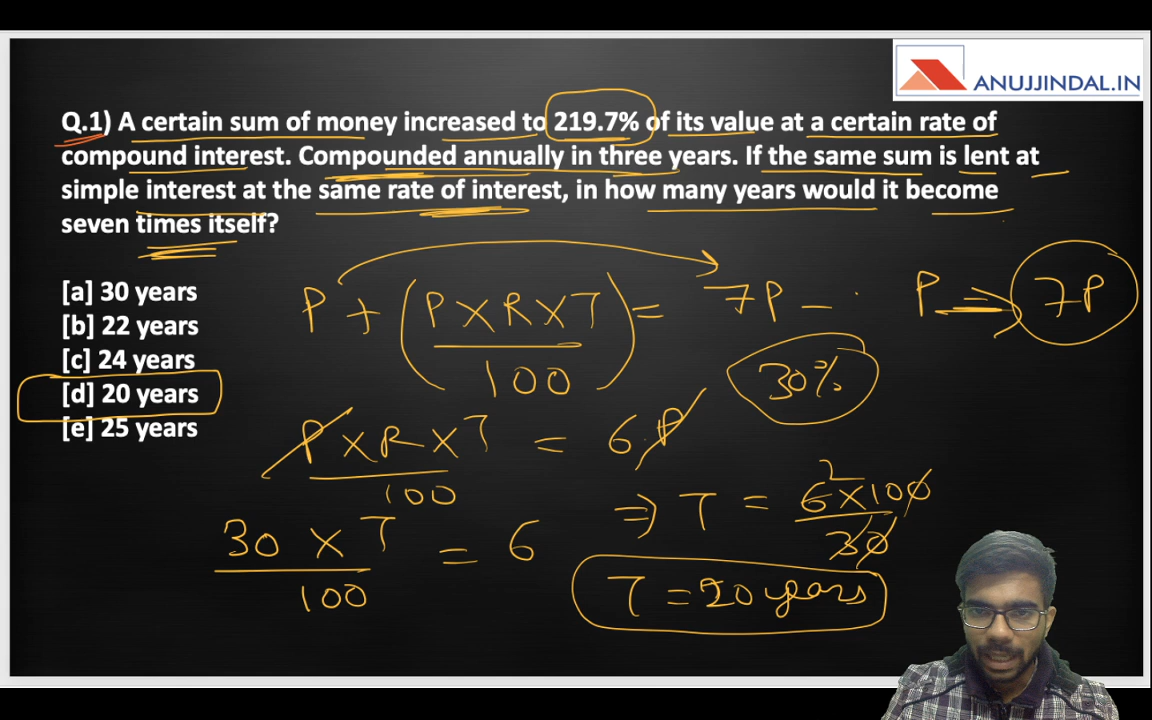 ANUJJINDAL.IN
Q.1) A certain sum of money increased to 219.7% of its value at a certain rate of
compound interest. Compounded annually in three years. If the same sum is lent at
simple interest at the same rate of interest, in how many years would it become
seven times itself?
[a] 30 years
[b] 22 years
[c] 24 years
[d] 20 years
[e] 25 years
P + (P X R X T / 100) = 7P -
P ⇒ 7P
30%
P X R X T / 100 = 6P
30 X T / 100 = 6
⇒ T = 6 X 100 / 30
2
T = 20 years